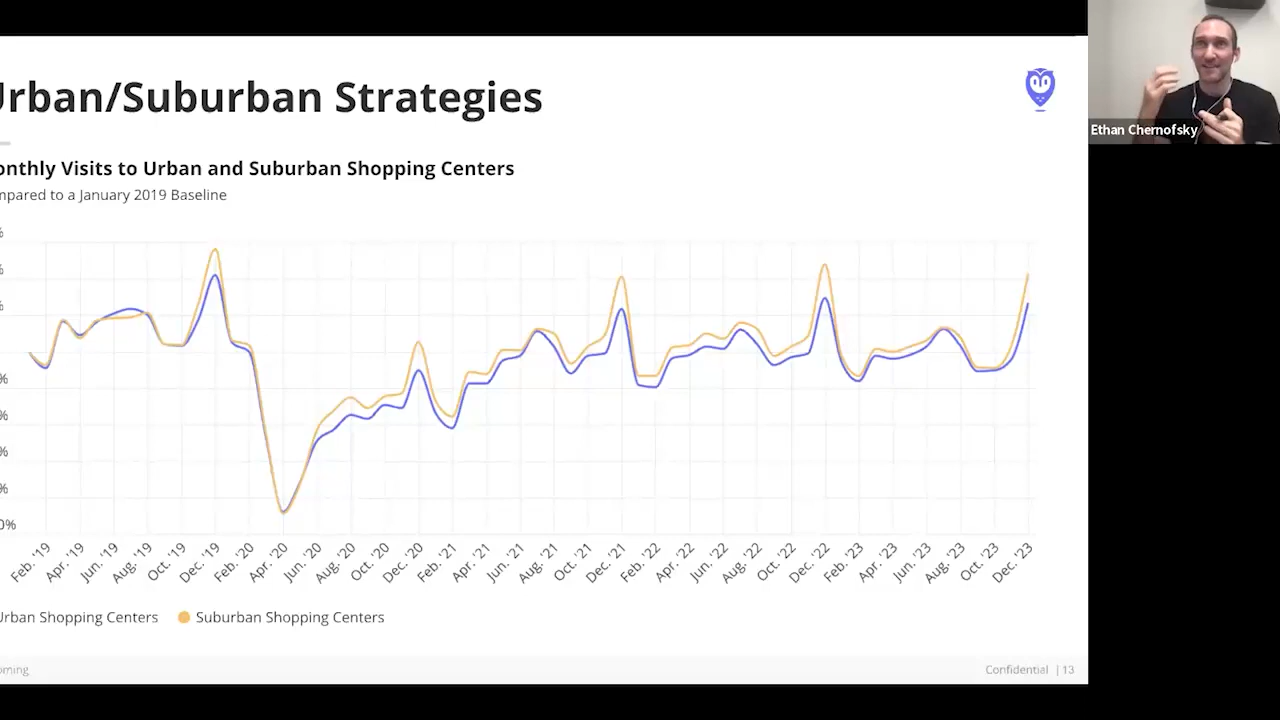 Urban/Suburban Strategies
onthly Visits to Urban and Suburban Shopping Centers
mpared to a January 2019 Baseline
%
%
%
%
%
%
%
0%
Feb. '19 Apr. '19 Jun. '19 Aug. '19 Oct. '19 Dec. '19 Feb. '20 Apr. '20 Jun. '20 Aug. '20 Oct. '20 Dec. '20 Feb. '21 Apr. '21 Jun. '21 Aug. '21 Oct. '21 Dec. '21 Feb. '22 Apr. '22 Jun. '22 Aug. '22 Oct. '22 Dec. '22 Feb. '23 Apr. '23 Jun. '23 Aug. '23 Oct. '23 Dec. '23
Urban Shopping Centers Suburban Shopping Centers
oming Confidential | 13
Ethan Chernofsky